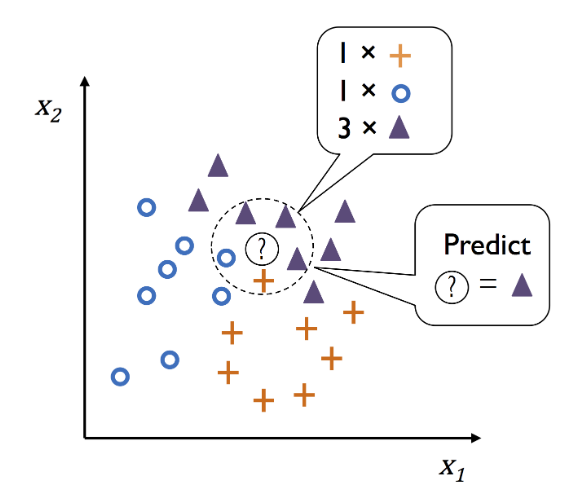 1 ×
1 ×
3 ×
x2
?
Predict
? =
x1